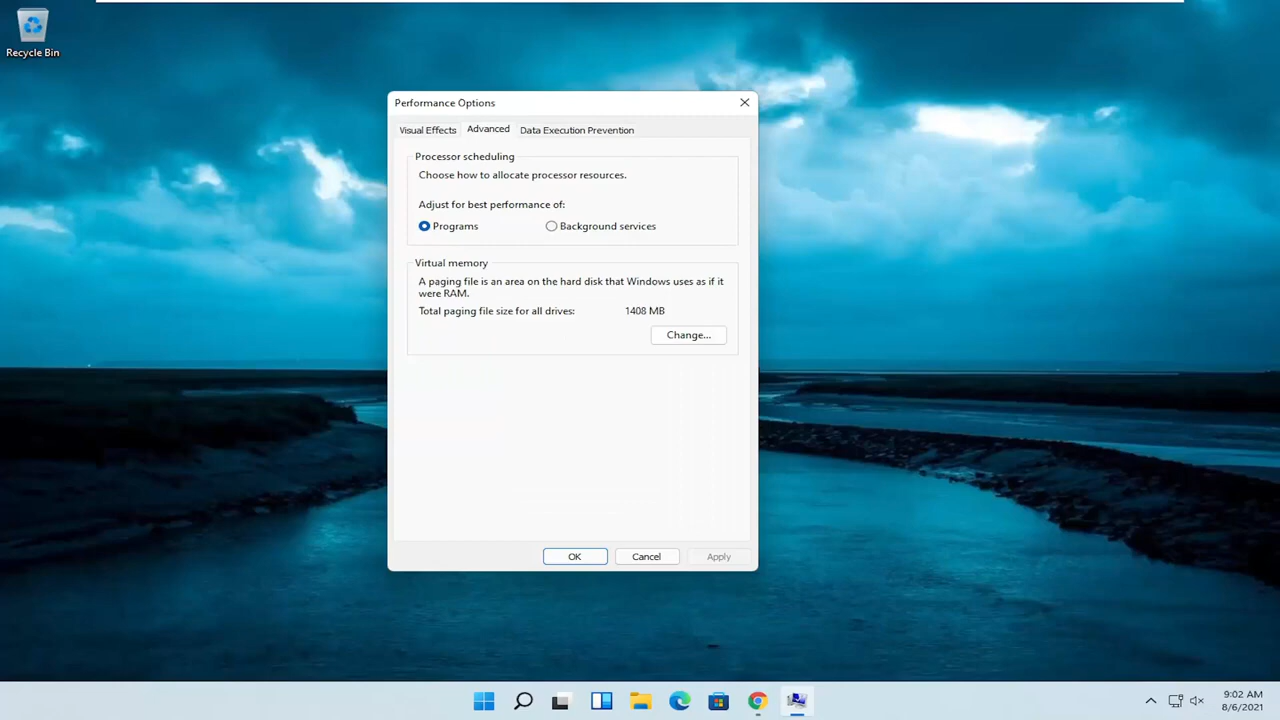 Recycle Bin
Performance Options
Visual Effects Advanced Data Execution Prevention
Processor scheduling
Choose how to allocate processor resources.
Adjust for best performance of:
Programs Background services
Virtual memory
A paging file is an area on the hard disk that Windows uses as if it
were RAM.
Total paging file size for all drives: 1408 MB
Change...
OK Cancel Apply
9:02 AM
8/6/2021